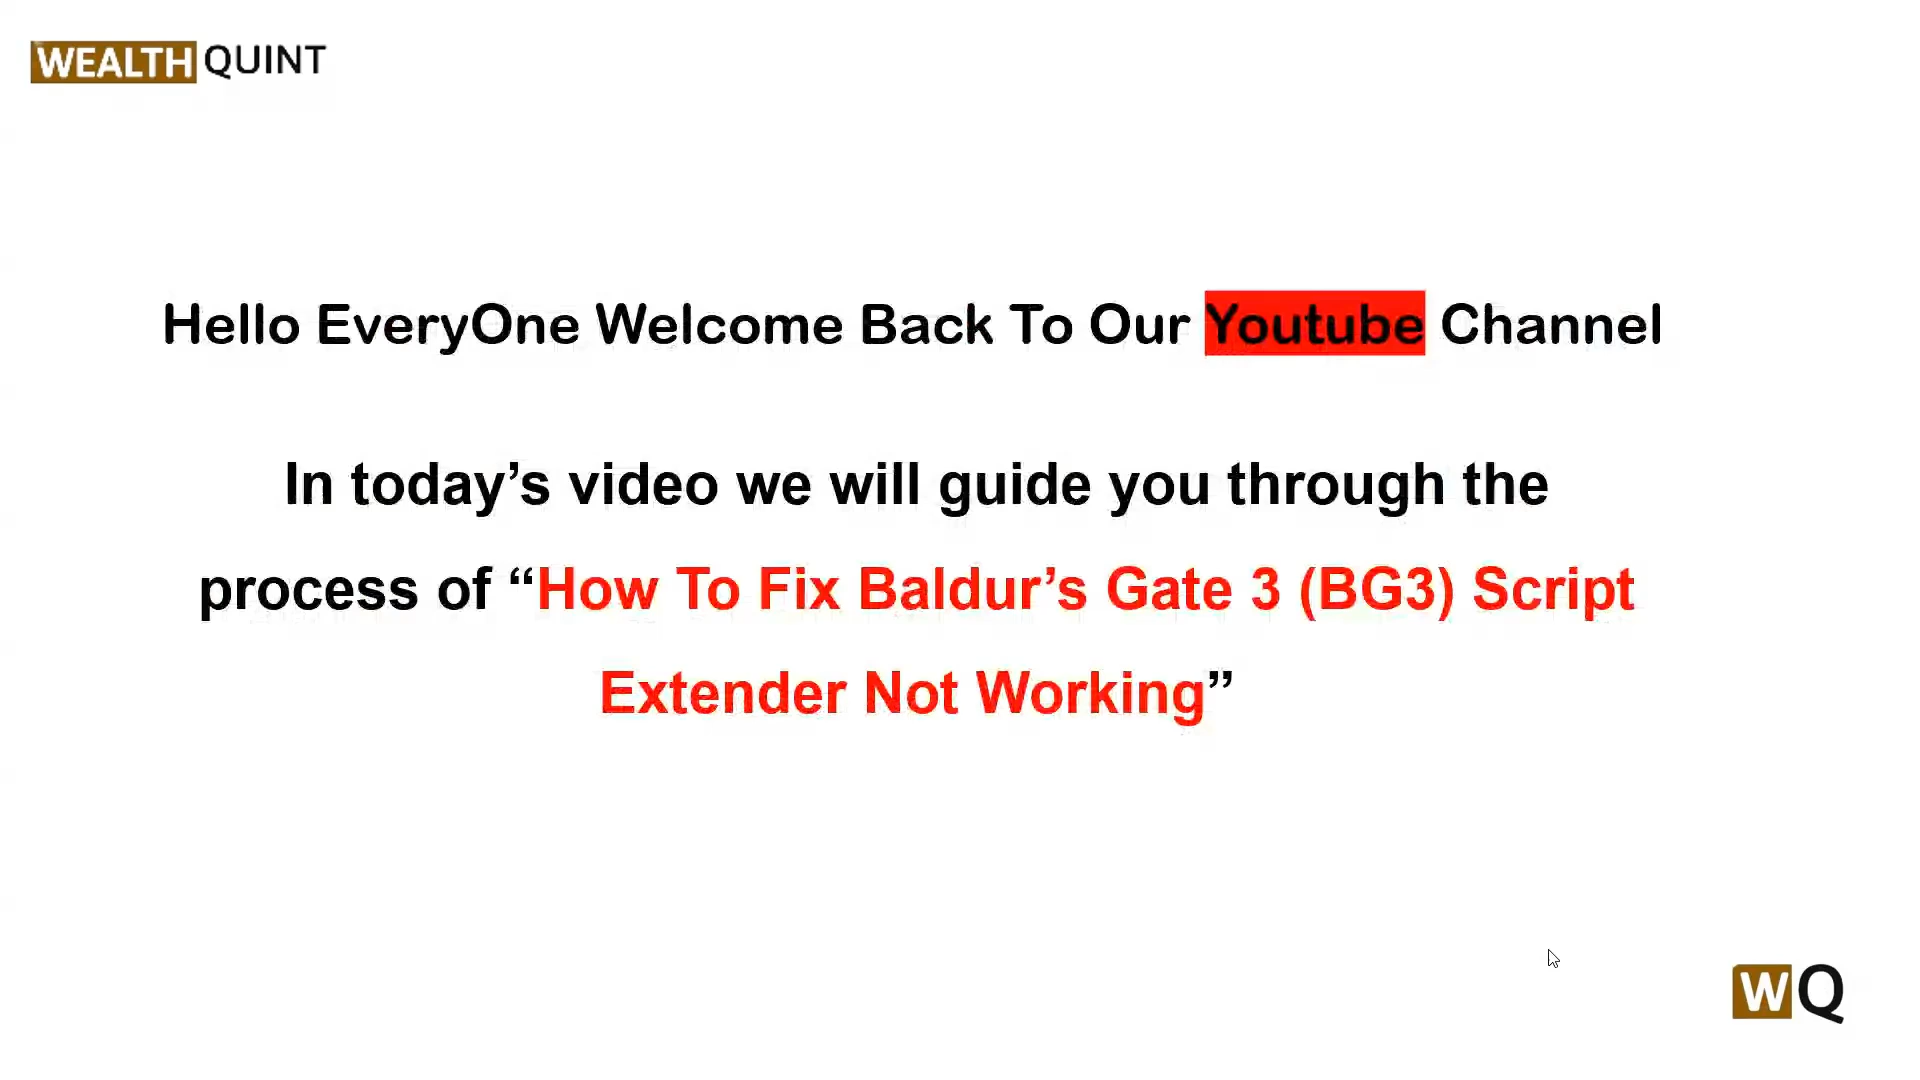 WEALTH QUINT
Hello EveryOne Welcome Back To Our Youtube Channel
In today’s video we will guide you through the
process of “How To Fix Baldur’s Gate 3 (BG3) Script
Extender Not Working”
WQ